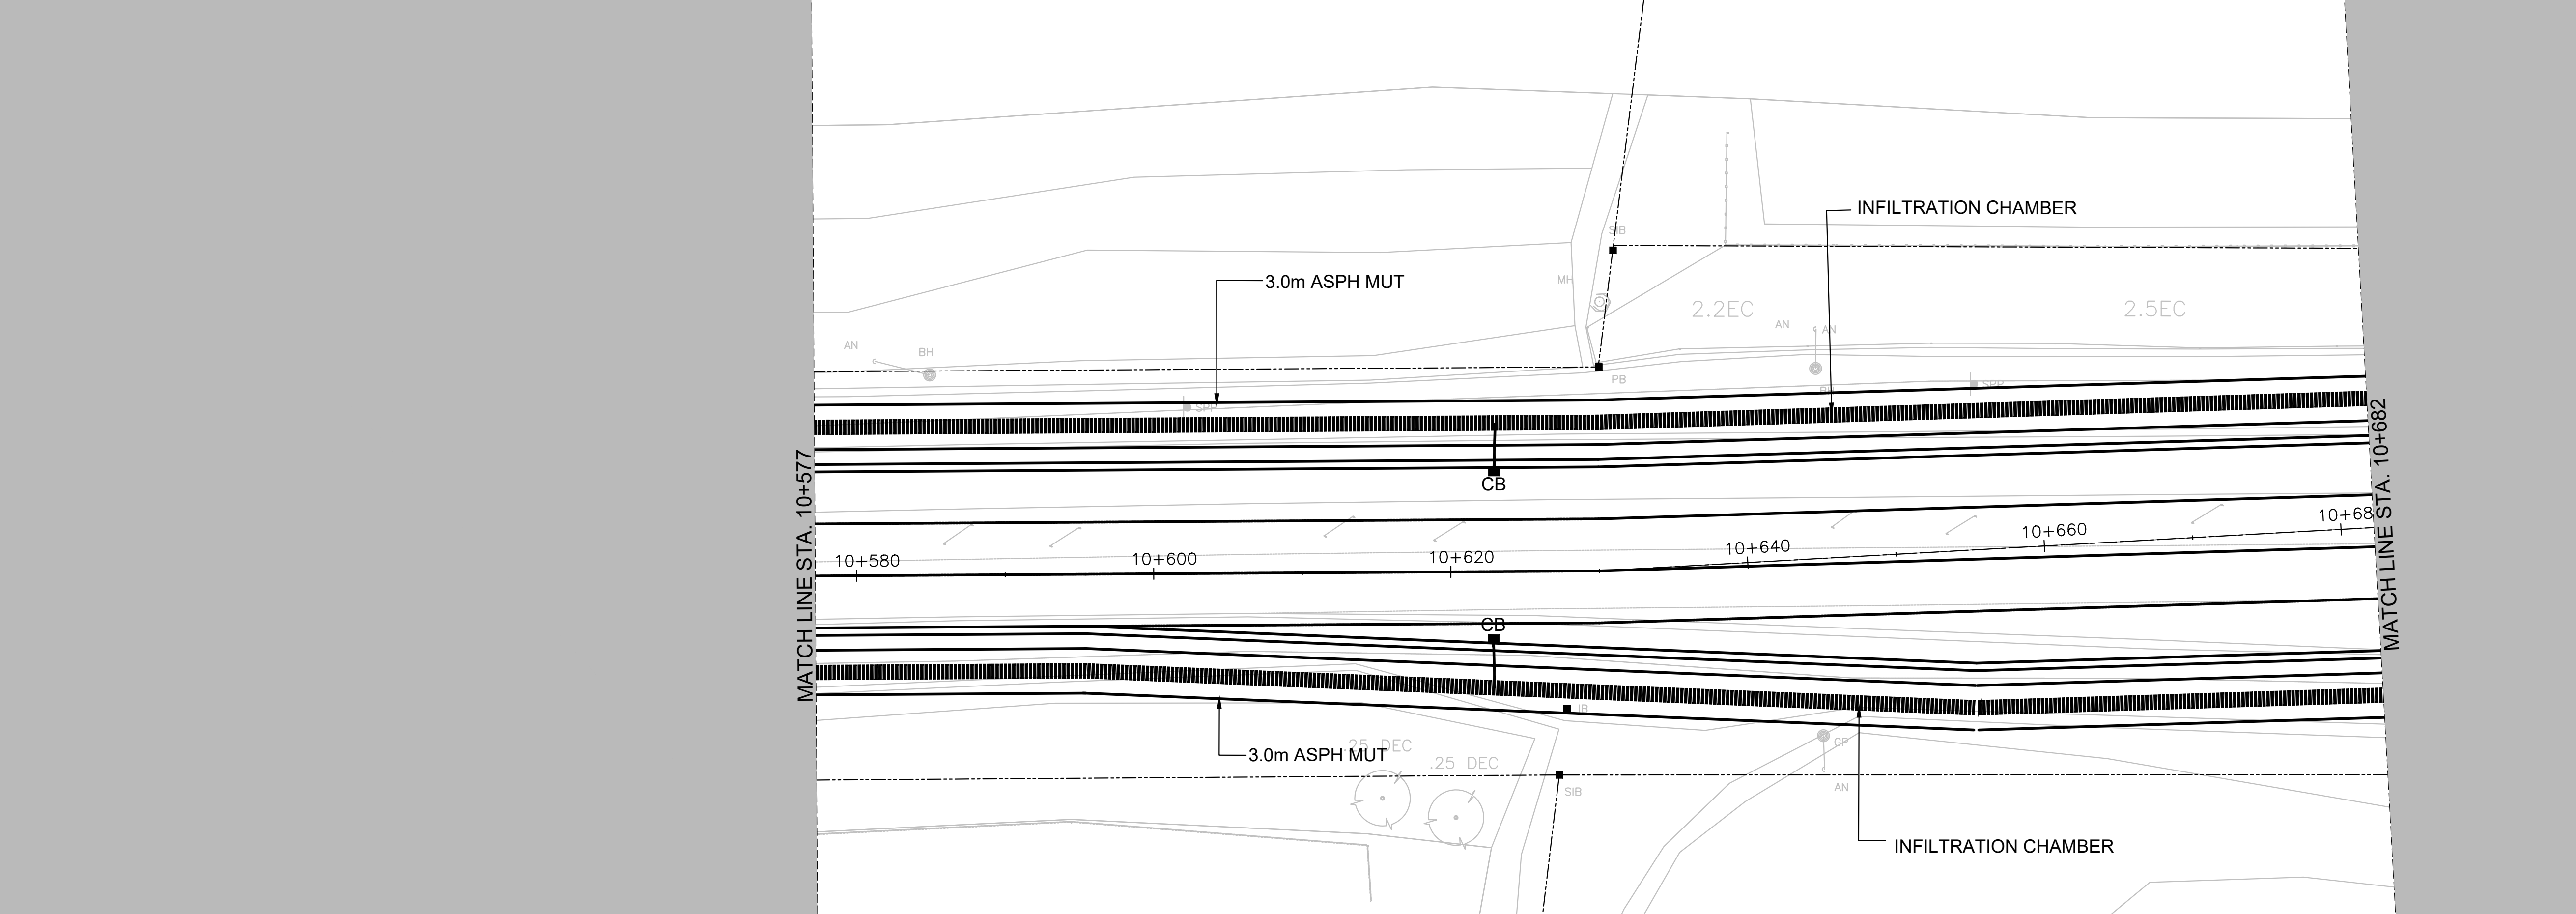 INFILTRATION CHAMBER
SIB
3.0m ASPH MUT
MH
2.2EC
2.5EC
AN
AN
AN
BH
PB
SPP
MATCH LINE STA. 10+577
MATCH LINE STA. 10+682
CB
10+580
10+600
10+620
10+640
10+660
10+68
CB
IB
GP
.25 DEC
3.0m ASPH MUT
.25 DEC
SIB
AN
INFILTRATION CHAMBER